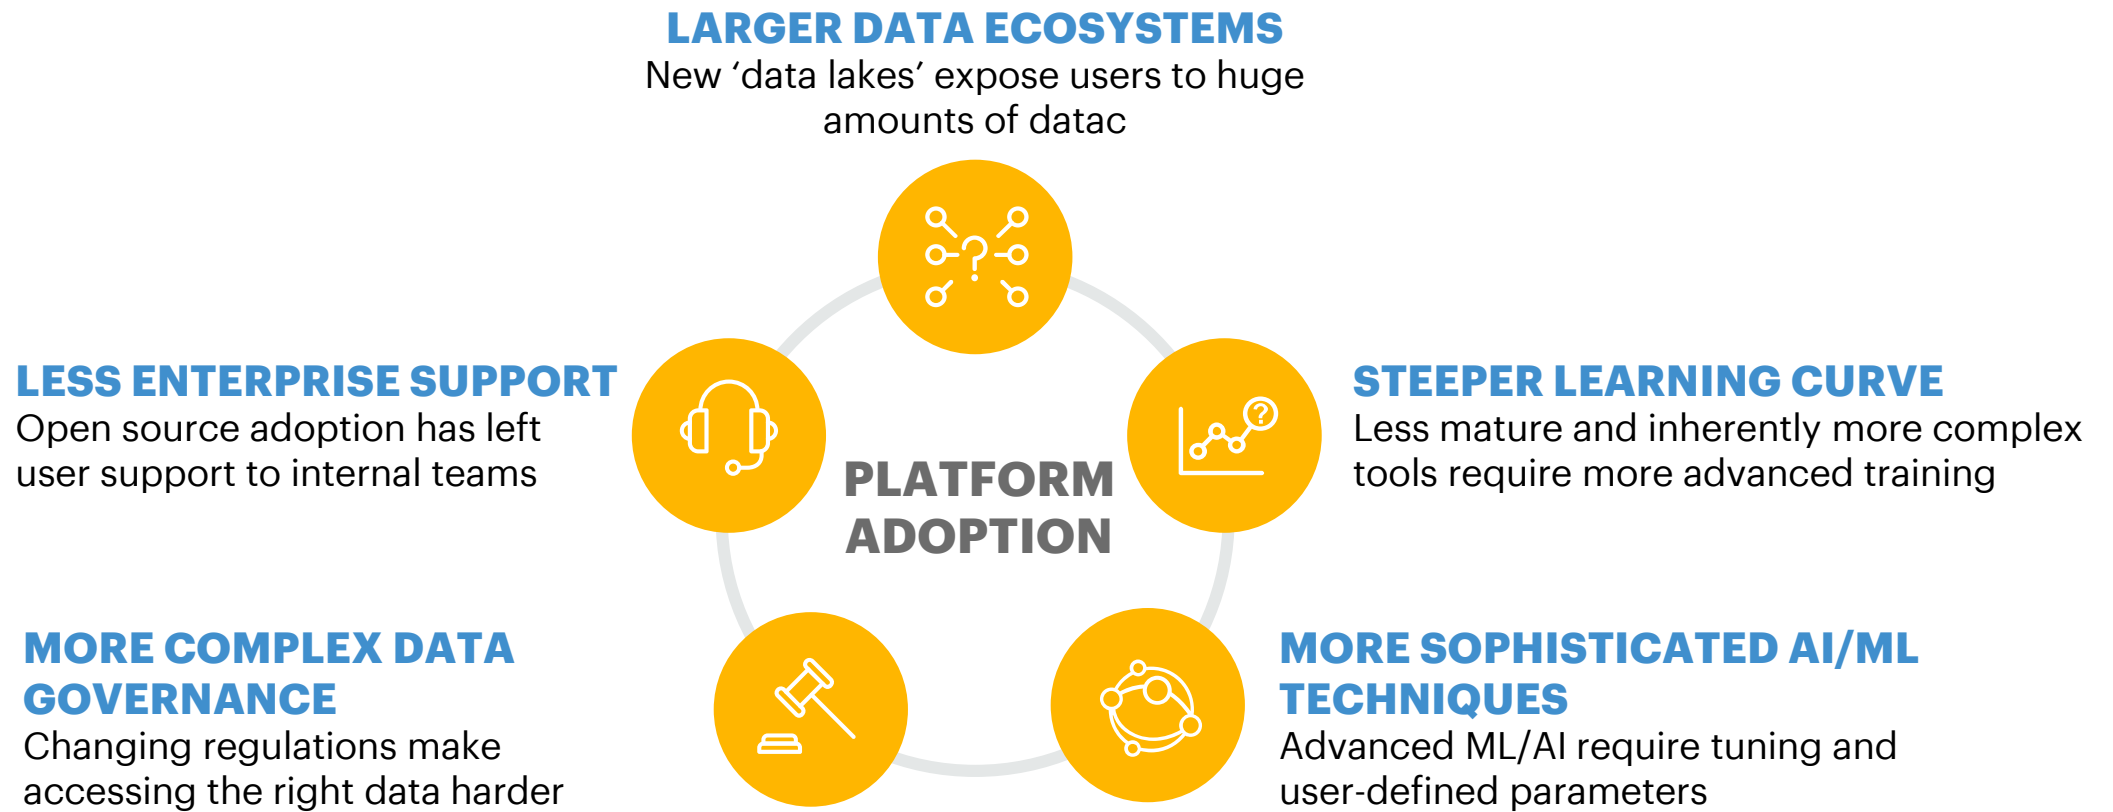 LARGER DATA ECOSYSTEMS
New ‘data lakes’ expose users to huge
amounts of datac
LESS ENTERPRISE SUPPORT
Open source adoption has left
user support to internal teams
STEEPER LEARNING CURVE
Less mature and inherently more complex
tools require more advanced training
PLATFORM
ADOPTION
MORE COMPLEX DATA
GOVERNANCE
Changing regulations make
accessing the right data harder
MORE SOPHISTICATED AI/ML
TECHNIQUES
Advanced ML/AI require tuning and
user-defined parameters